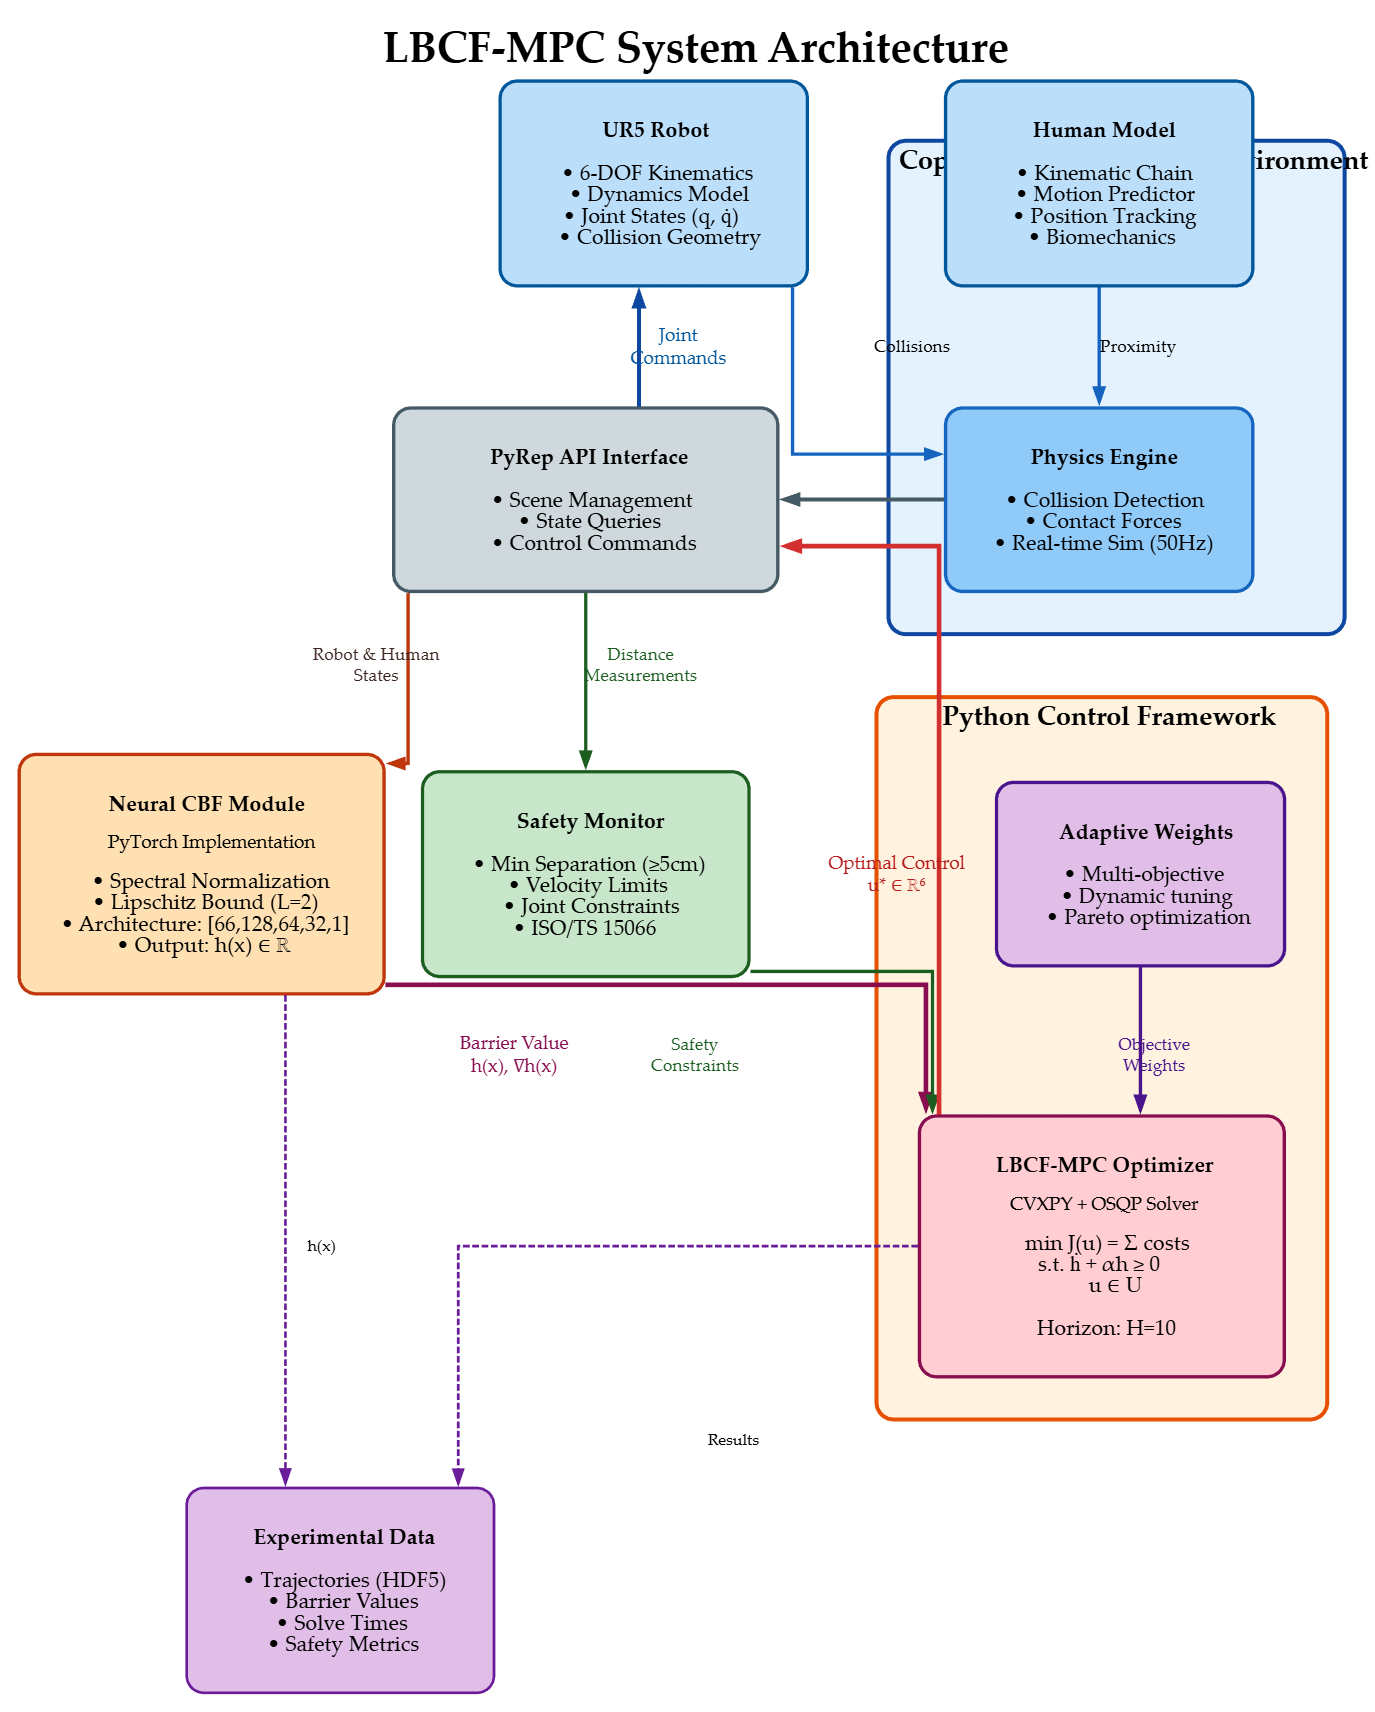 LBCF-MPC System Architecture
UR5 Robot
• 6-DOF Kinematics
• Dynamics Model
• Joint States (q, q̇)
• Collision Geometry
Human Model
• Kinematic Chain
• Motion Predictor
• Position Tracking
• Biomechanics
Joint
Commands
Collisions
Proximity
PyRep API Interface
• Scene Management
• State Queries
• Control Commands
Physics Engine
• Collision Detection
• Contact Forces
• Real-time Sim (50Hz)
Robot & Human
States
Distance
Measurements
Python Control Framework
Neural CBF Module
PyTorch Implementation
• Spectral Normalization
• Lipschitz Bound (L=2)
• Architecture: [66,128,64,32,1]
• Output: h(x) ∈ ℝ
Safety Monitor
• Min Separation (≥5cm)
• Velocity Limits
• Joint Constraints
• ISO/TS 15066
Optimal Control
u* ∈ ℝ⁶
Adaptive Weights
• Multi-objective
• Dynamic tuning
• Pareto optimization
Barrier Value
h(x), ∇h(x)
Safety
Constraints
Objective
Weights
LBCF-MPC Optimizer
CVXPY + OSQP Solver
min J(u) = Σ costs
s.t. ḣ + αh ≥ 0
u ∈ U
Horizon: H=10
h(x)
Results
Experimental Data
• Trajectories (HDF5)
• Barrier Values
• Solve Times
• Safety Metrics